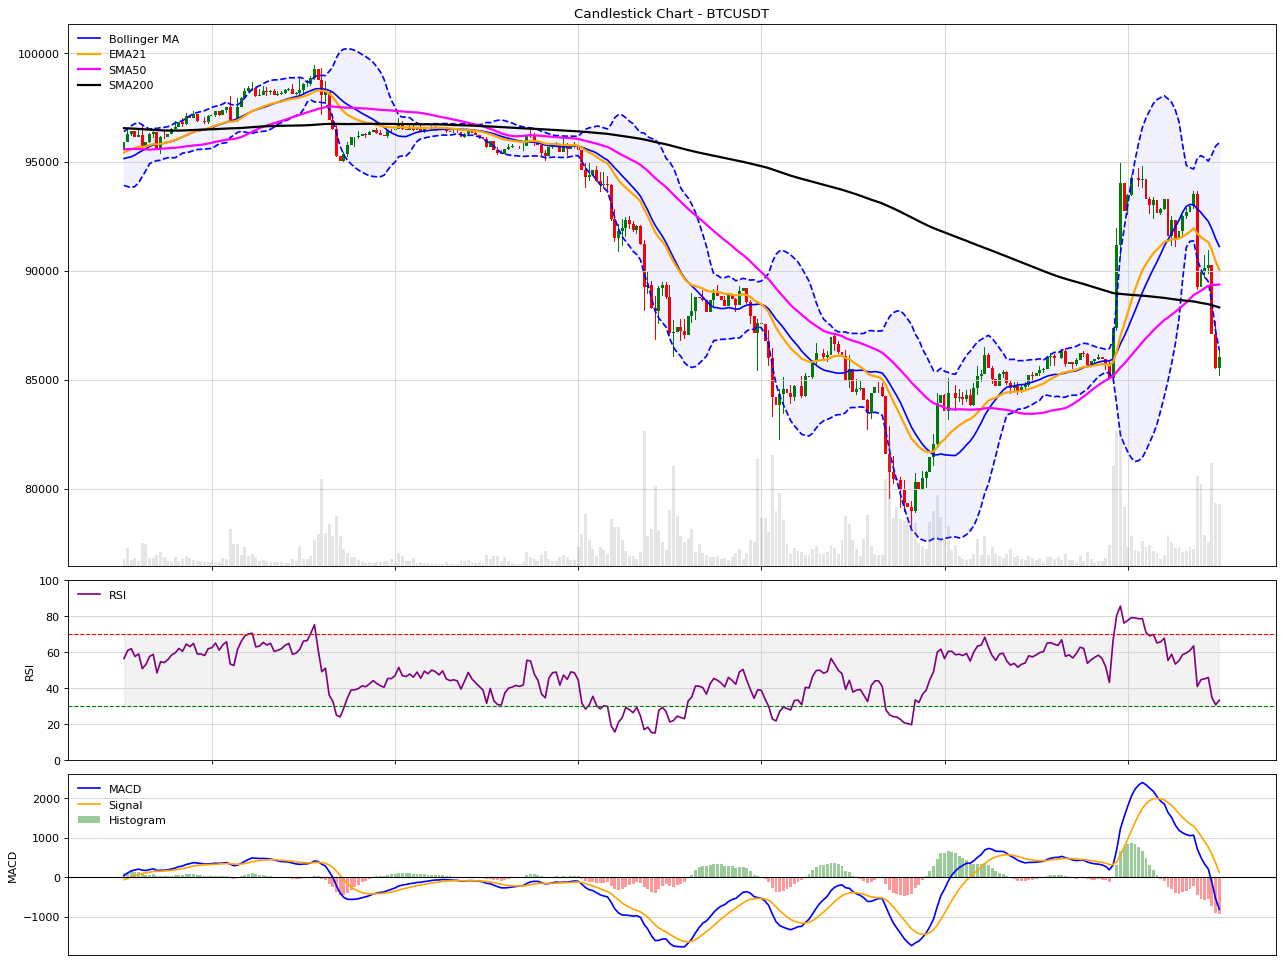 Candlestick Chart - BTCUSDT
Bollinger MA
EMA21
SMA50
SMA200
100000
95000
90000
85000
80000
RSI
100
80
60
40
20
0
RSI
MACD
Signal
Histogram
2000
1000
0
−1000
MACD